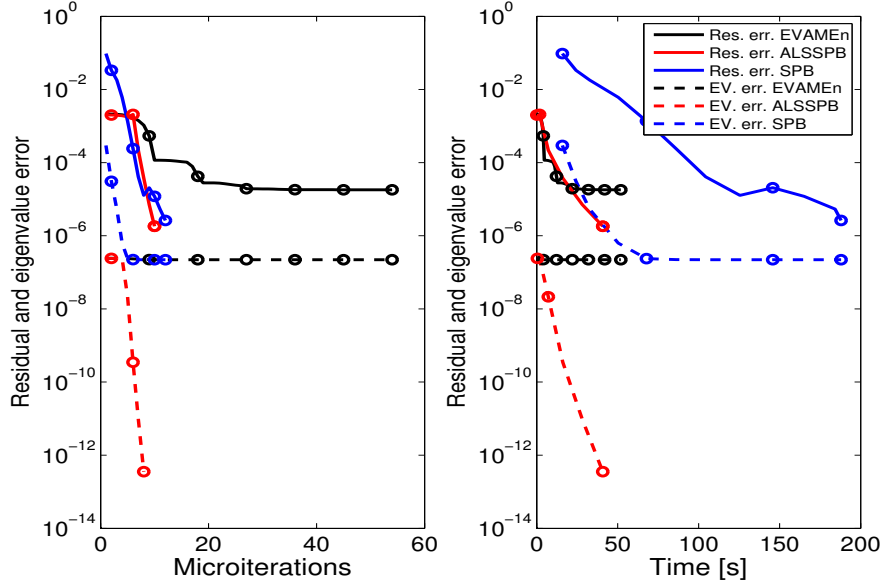 Residual and eigenvalue error
10^0
10^−2
10^−4
10^−6
10^−8
10^−10
10^−12
10^−14
0
20
40
60
Microiterations
Residual and eigenvalue error
10^0
10^−2
10^−4
10^−6
10^−8
10^−10
10^−12
10^−14
0
50
100
150
200
Time [s]
Res. err. EVAMEn
Res. err. ALSSPB
Res. err. SPB
EV. err. EVAMEn
EV. err. ALSSPB
EV. err. SPB